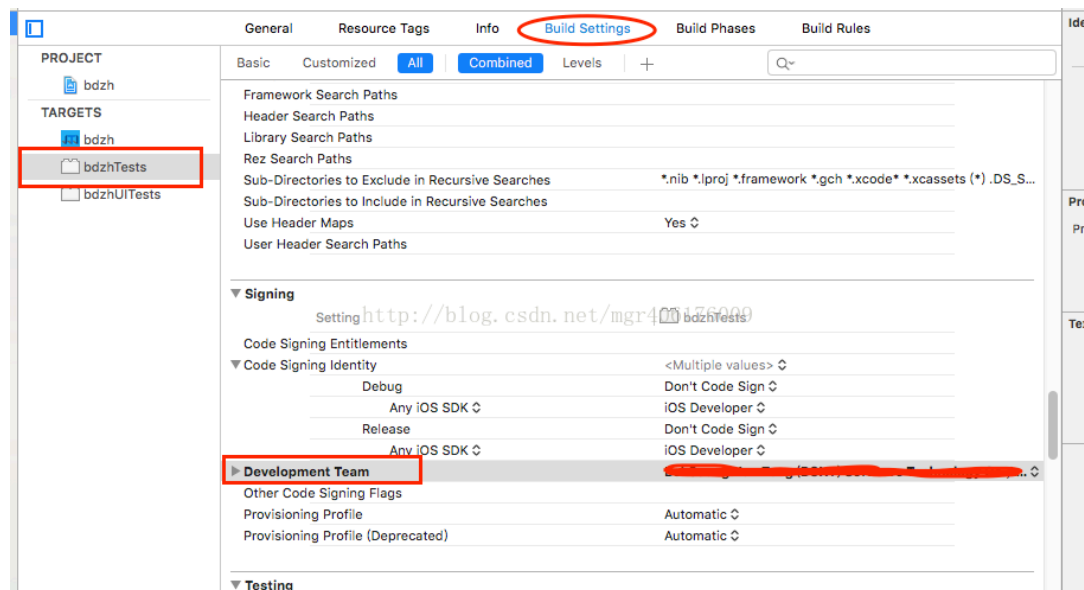 General Resource Tags Info Build Settings Build Phases Build Rules
Ide
PROJECT
bdzh
TARGETS
bdzh
bdzhTests
bdzhUITests
Basic Customized All Combined Levels +
Framework Search Paths
Header Search Paths
Library Search Paths
Rez Search Paths
Sub-Directories to Exclude in Recursive Searches *.nib *.lproj *.framework *.gch *.xcode* *.xcassets (*) .DS_S...
Sub-Directories to Include in Recursive Searches
Use Header Maps Yes
User Header Search Paths
Pro
Pr
Signing
Setting bdzhTests
http://blog.csdn.net/mgr406176009
Te
Code Signing Entitlements
Code Signing Identity <Multiple values>
Debug Don't Code Sign
Any iOS SDK iOS Developer
Release Don't Code Sign
Any iOS SDK iOS Developer
Development Team
Other Code Signing Flags
Provisioning Profile Automatic
Provisioning Profile (Deprecated) Automatic
Testing